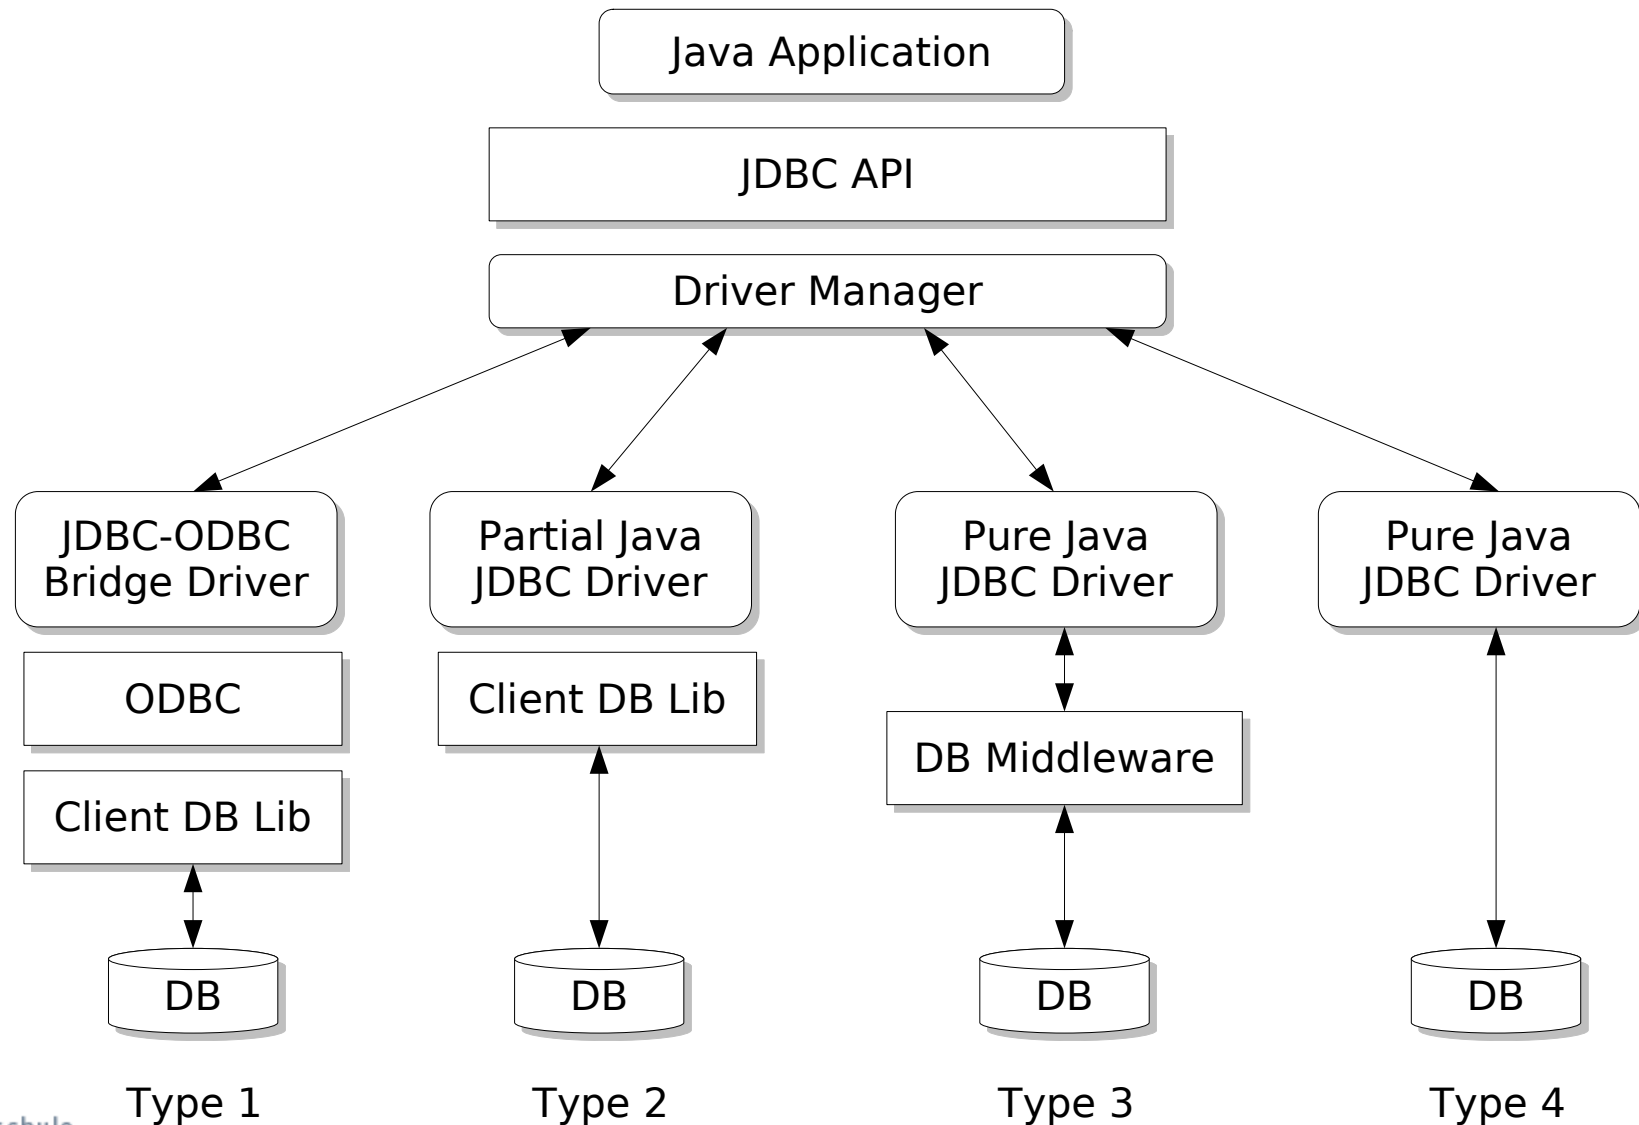 Java Application
JDBC API
Driver Manager
JDBC-ODBC
Bridge Driver
Partial Java
JDBC Driver
Pure Java
JDBC Driver
Pure Java
JDBC Driver
ODBC
Client DB Lib
DB Middleware
Client DB Lib
DB
DB
DB
DB
Type 1
Type 2
Type 3
Type 4